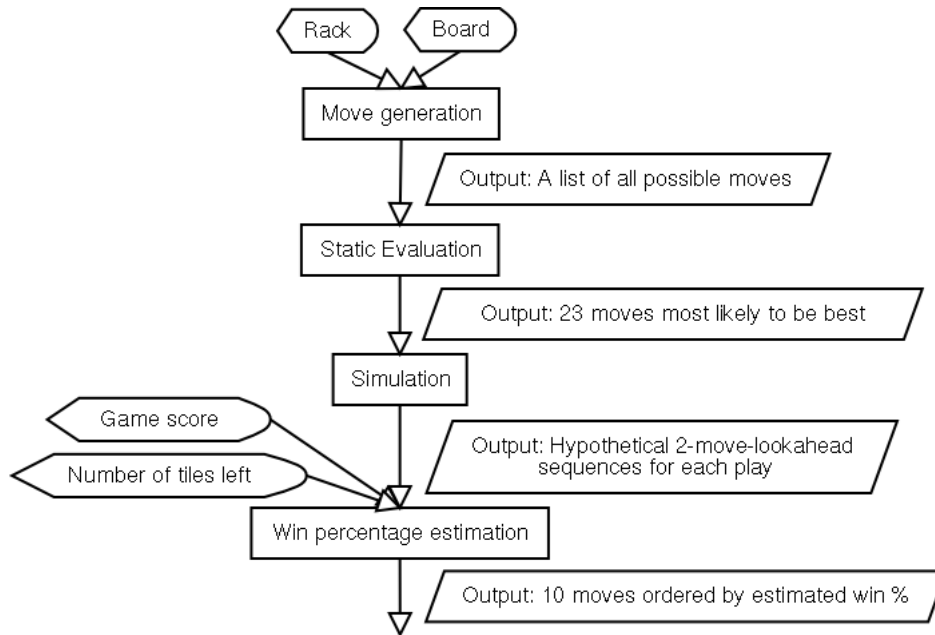 Rack
Board
Move generation
Output: A list of all possible moves
Static Evaluation
Output: 23 moves most likely to be best
Simulation
Game score
Output: Hypothetical 2-move-lookahead
sequences for each play
Number of tiles left
Win percentage estimation
Output: 10 moves ordered by estimated win %